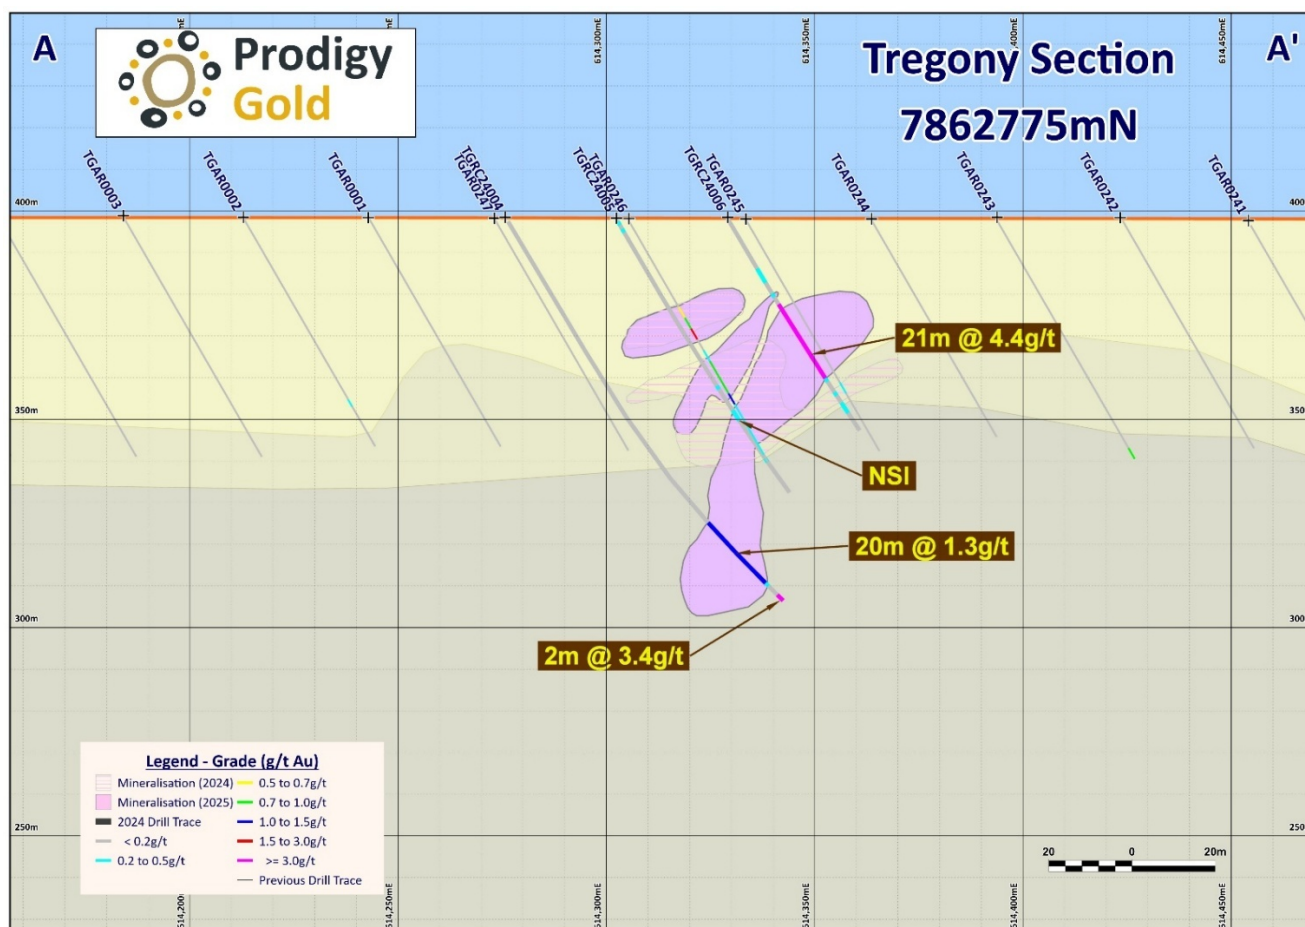 A
Prodigy
Gold
Tregony Section
7862775mN
A'
614,300mE
614,350mE
614,400mE
614,450mE
TGAR0003
TGAR0002
TGAR0001
TGRC24004
TGAR0247
TGAR0246
TGRC24005
TGAR0245
TGRC24006
TGAR0244
TGAR0243
TGAR0242
TGAR0241
400m
400
21m @ 4.4g/t
350m
350
NSI
20m @ 1.3g/t
300m
300
2m @ 3.4g/t
Legend - Grade (g/t Au)
Mineralisation (2024)
Mineralisation (2025)
2024 Drill Trace
< 0.2g/t
0.2 to 0.5g/t
0.5 to 0.7g/t
0.7 to 1.0g/t
1.0 to 1.5g/t
1.5 to 3.0g/t
>= 3.0g/t
Previous Drill Trace
250m
250
20 0 20m
614,200
614,250mE
614,300mE
614,350mE
614,400mE
614,450mE